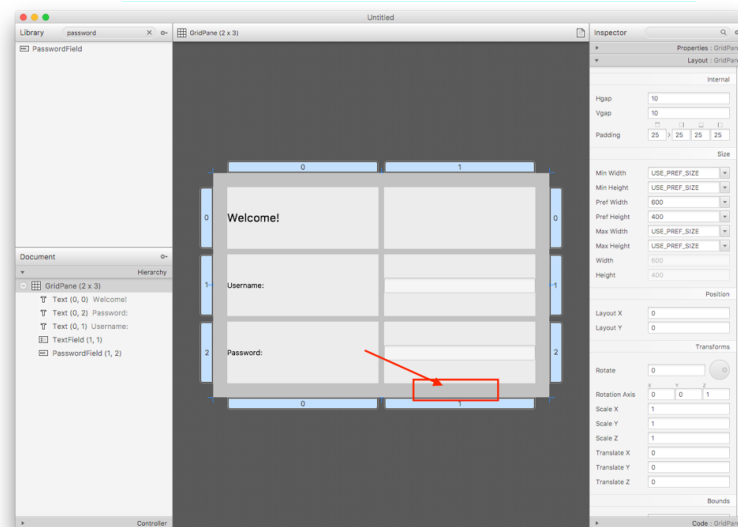 Untitled
Library password
GridPane (2 x 3)
Inspector
PasswordField
Properties : GridPane
Layout : GridPane
Internal
Hgap 10
Vgap 10
Padding 25 25 25 25
Size
Min Width USE_PREF_SIZE
Min Height USE_PREF_SIZE
Pref Width 600
Pref Height 400
Max Width USE_PREF_SIZE
Max Height USE_PREF_SIZE
Width 600
Height 400
Position
Layout X 0
Layout Y 0
Transforms
Rotate 0 0
X Y Z
Rotation Axis 0 0 1
Scale X 1
Scale Y 1
Scale Z 1
Translate X 0
Translate Y 0
Translate Z 0
Bounds
Code : GridPane
0 1
0 Welcome! 0
1 Username: 1
2 Password: 2
0 1
Document
Hierarchy
GridPane (2 x 3)
Text (0, 0) Welcome!
Text (0, 2) Password:
Text (0, 1) Username:
TextField (1, 1)
PasswordField (1, 2)
Controller